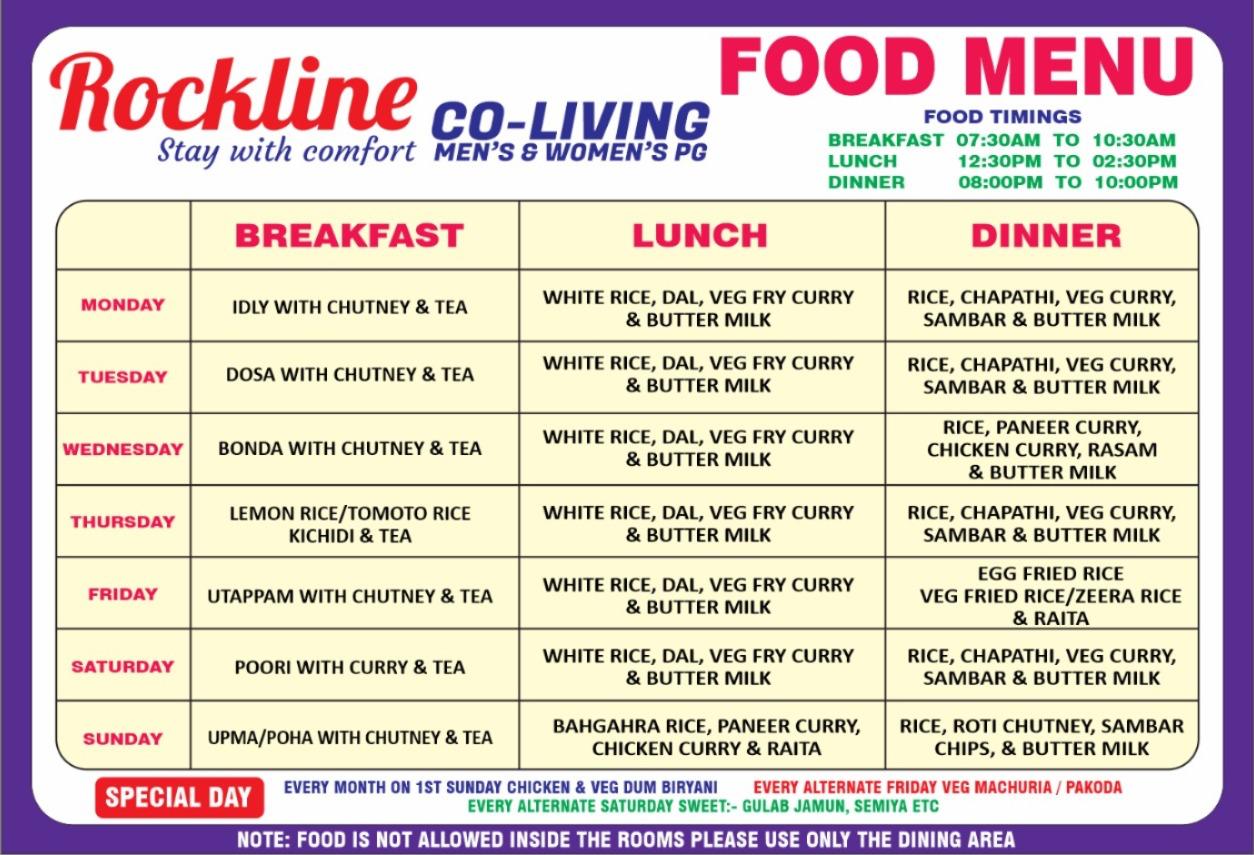 Rockline
Stay with comfort
CO-LIVING
MEN'S & WOMEN'S PG
FOOD MENU
FOOD TIMINGS
BREAKFAST 07:30AM TO 10:30AM
LUNCH 12:30PM TO 02:30PM
DINNER 08:00PM TO 10:00PM
BREAKFAST LUNCH DINNER
MONDAY
IDLY WITH CHUTNEY & TEA
WHITE RICE, DAL, VEG FRY CURRY
& BUTTER MILK
RICE, CHAPATHI, VEG CURRY,
SAMBAR & BUTTER MILK
TUESDAY
DOSA WITH CHUTNEY & TEA
WHITE RICE, DAL, VEG FRY CURRY
& BUTTER MILK
RICE, CHAPATHI, VEG CURRY,
SAMBAR & BUTTER MILK
WEDNESDAY
BONDA WITH CHUTNEY & TEA
WHITE RICE, DAL, VEG FRY CURRY
& BUTTER MILK
RICE, PANEER CURRY,
CHICKEN CURRY, RASAM
& BUTTER MILK
THURSDAY
LEMON RICE/TOMOTO RICE
KICHIDI & TEA
WHITE RICE, DAL, VEG FRY CURRY
& BUTTER MILK
RICE, CHAPATHI, VEG CURRY,
SAMBAR & BUTTER MILK
FRIDAY
UTAPPAM WITH CHUTNEY & TEA
WHITE RICE, DAL, VEG FRY CURRY
& BUTTER MILK
EGG FRIED RICE
VEG FRIED RICE/ZEERA RICE
& RAITA
SATURDAY
POORI WITH CURRY & TEA
WHITE RICE, DAL, VEG FRY CURRY
& BUTTER MILK
RICE, CHAPATHI, VEG CURRY,
SAMBAR & BUTTER MILK
SUNDAY
UPMA/POHA WITH CHUTNEY & TEA
BAHGAHRA RICE, PANEER CURRY,
CHICKEN CURRY & RAITA
RICE, ROTI CHUTNEY, SAMBAR
CHIPS, & BUTTER MILK
SPECIAL DAY
EVERY MONTH ON 1ST SUNDAY CHICKEN & VEG DUM BIRYANI
EVERY ALTERNATE FRIDAY VEG MACHURIA / PAKODA
EVERY ALTERNATE SATURDAY SWEET:- GULAB JAMUN, SEMIYA ETC
NOTE: FOOD IS NOT ALLOWED INSIDE THE ROOMS PLEASE USE ONLY THE DINING AREA